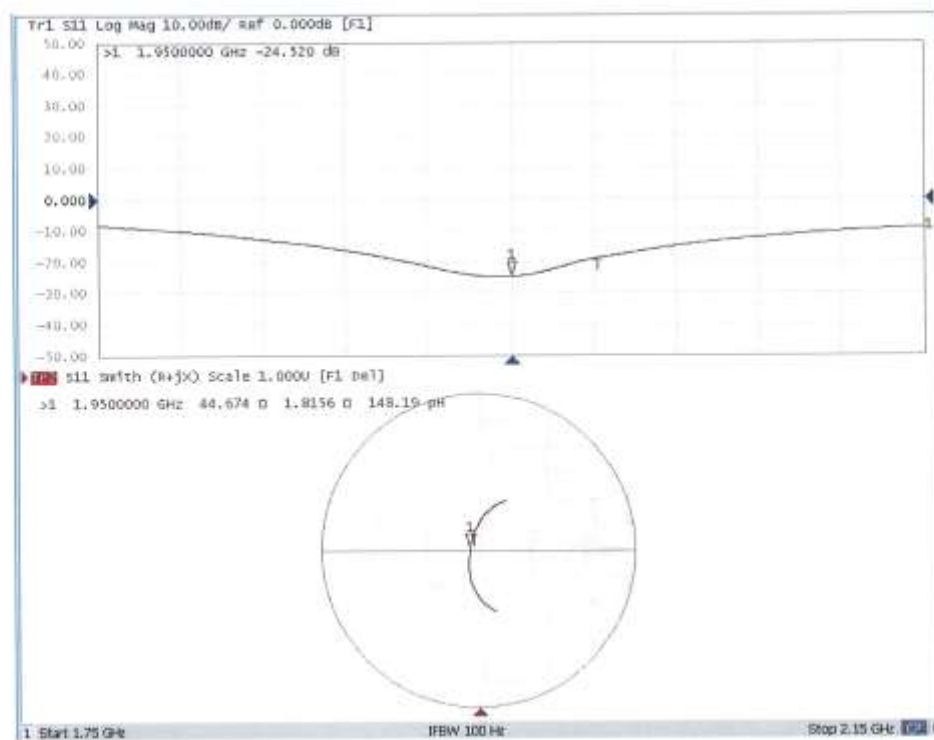 Tr1 S11 Log Mag 10.00dB/ Ref 0.000dB [F1]
50.00
>1 1.9500000 GHz -24.520 dB
40.00
30.00
20.00
10.00
0.000
-10.00
1
1
-20.00
-30.00
-40.00
-50.00
S11 Smith (R+jX) Scale 1.000U [F1 Del]
>1 1.9500000 GHz 44.674 Ω 1.8156 Ω 148.19 pH
1
1 Start 1.75 GHz IFBW 100 Hz Stop 2.15 GHz